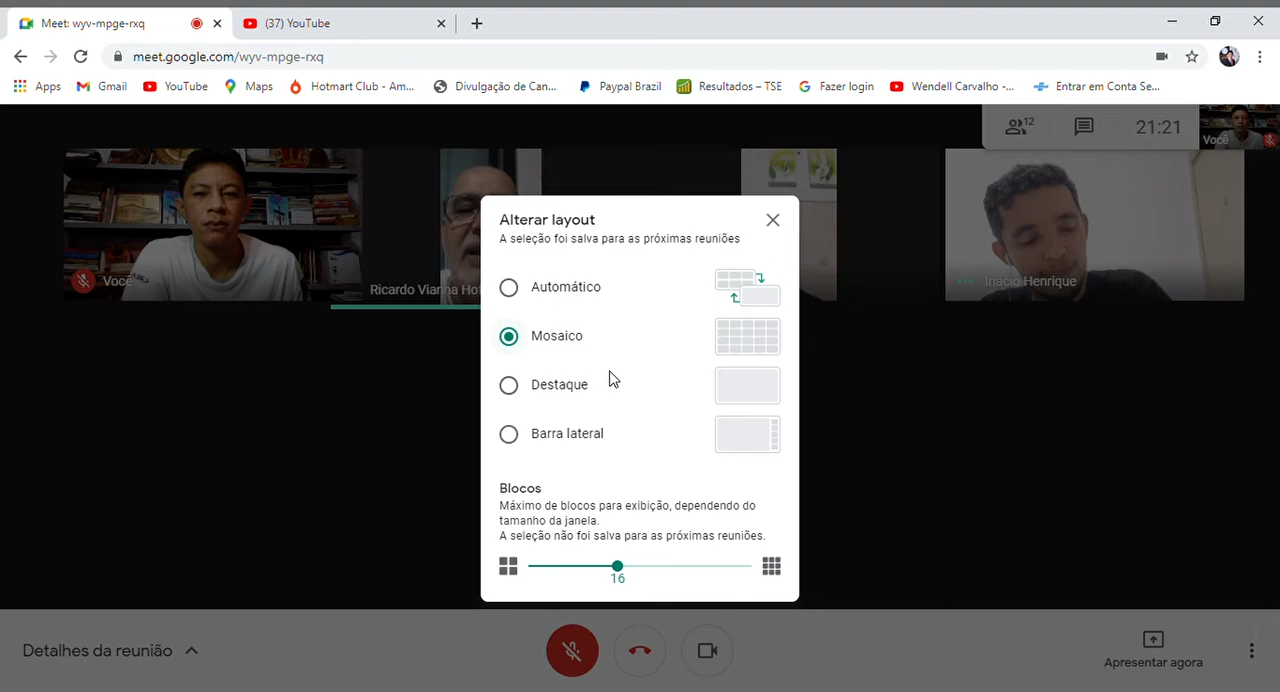 Meet: wyv-mpge-rxq
(37) YouTube
meet.google.com/wyv-mpge-rxq
Apps
Gmail
YouTube
Maps
Hotmart Club - Am...
Divulgação de Can...
Paypal Brazil
Resultados – TSE
Fazer login
Wendell Carvalho -...
Entrar em Conta Se...
12
21:21
Você
Você
Ricardo Vianna Hof
Inácio Henrique
Alterar layout
A seleção foi salva para as próximas reuniões
Automático
Mosaico
Destaque
Barra lateral
Blocos
Máximo de blocos para exibição, dependendo do
tamanho da janela.
A seleção não foi salva para as próximas reuniões.
16
Detalhes da reunião
Apresentar agora